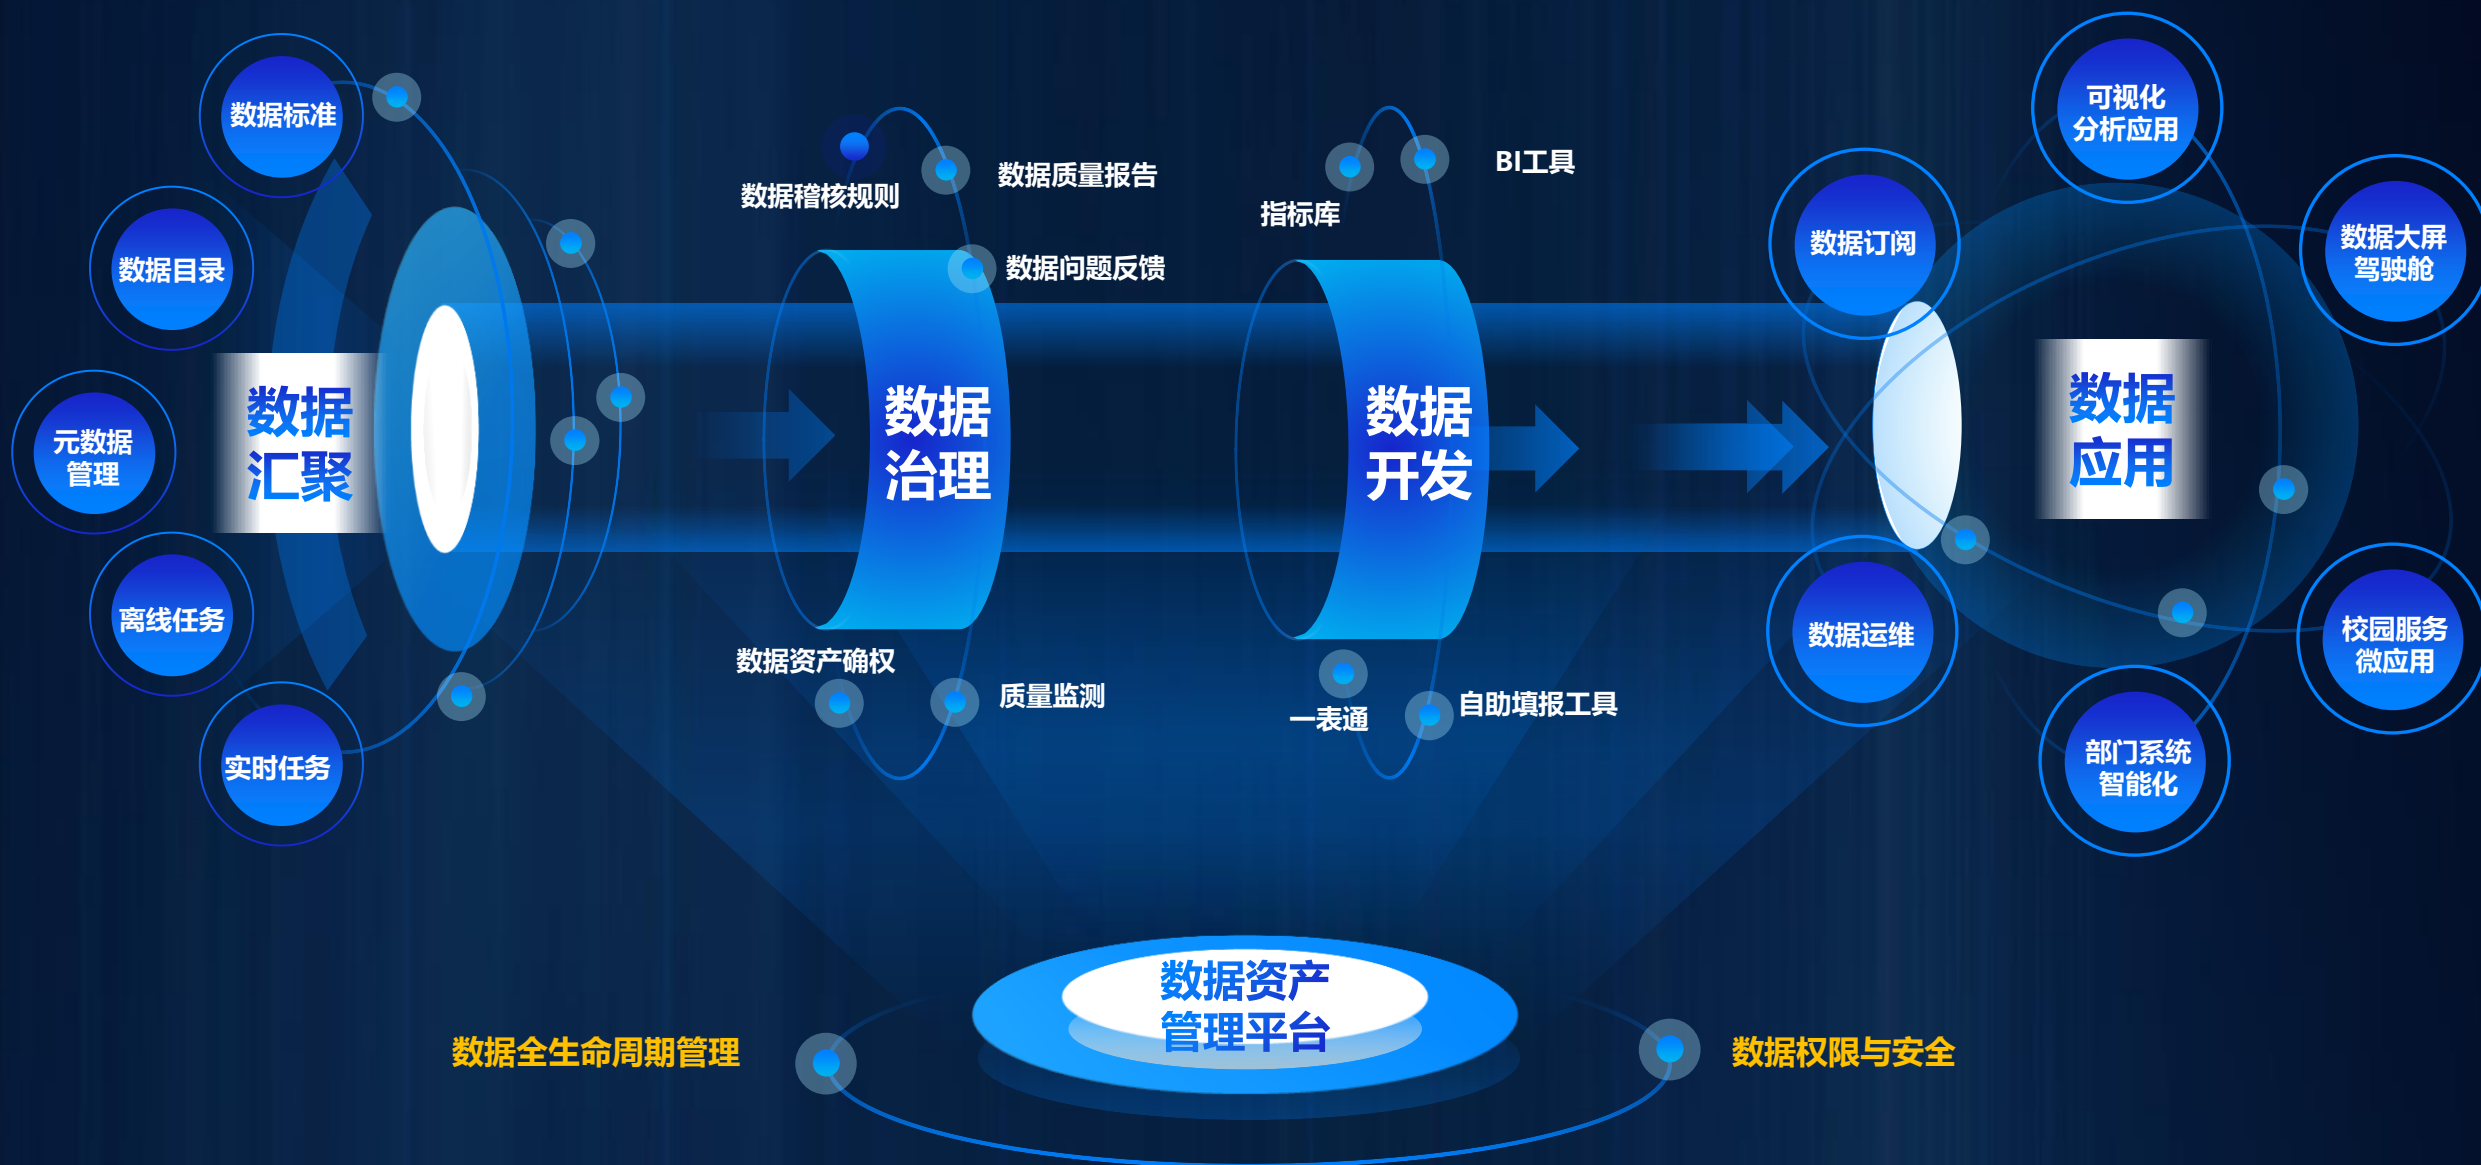 数据标准
数据目录
元数据
管理
离线任务
实时任务
数据
汇聚
数据稽核规则
数据质量报告
数据问题反馈
数据
治理
数据资产确权
质量监测
指标库
BI工具
数据
开发
一表通
自助填报工具
数据订阅
数据运维
可视化
分析应用
数据大屏
驾驶舱
数据
应用
校园服务
微应用
部门系统
智能化
数据资产
管理平台
数据全生命周期管理
数据权限与安全